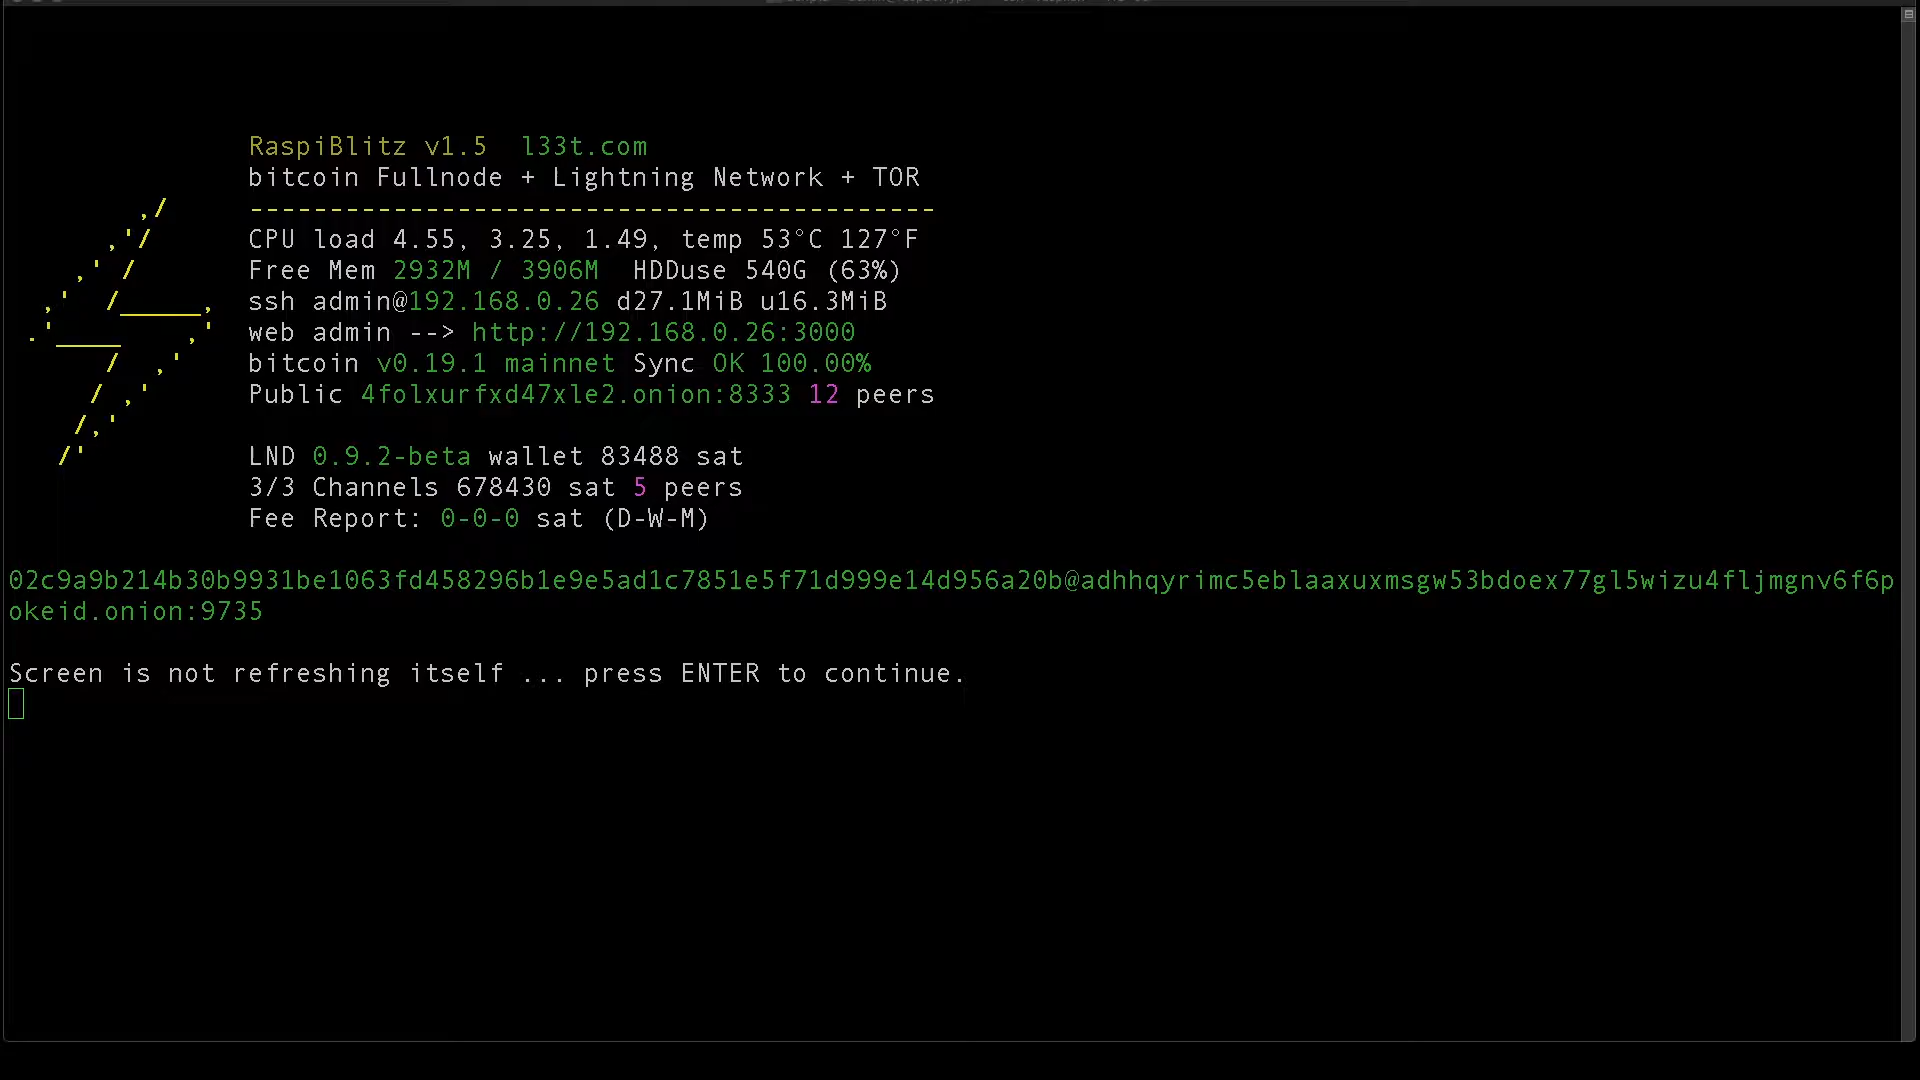 RaspiBlitz v1.5  l33t.com
bitcoin Fullnode + Lightning Network + TOR
-------------------------------------------
CPU load 4.55, 3.25, 1.49, temp 53°C 127°F
Free Mem 2932M / 3906M  HDDuse 540G (63%)
ssh admin@192.168.0.26 d27.1MiB u16.3MiB
web admin --> http://192.168.0.26:3000
bitcoin v0.19.1 mainnet Sync OK 100.00%
Public 4folxurfxd47xle2.onion:8333 12 peers
LND 0.9.2-beta wallet 83488 sat
3/3 Channels 678430 sat 5 peers
Fee Report: 0-0-0 sat (D-W-M)
02c9a9b214b30b9931be1063fd458296b1e9e5ad1c7851e5f71d999e14d956a20b@adhhqyrimc5eblaaxuxmsgw53bdoex77gl5wizu4fljmgnv6f6p
okeid.onion:9735
Screen is not refreshing itself ... press ENTER to continue.